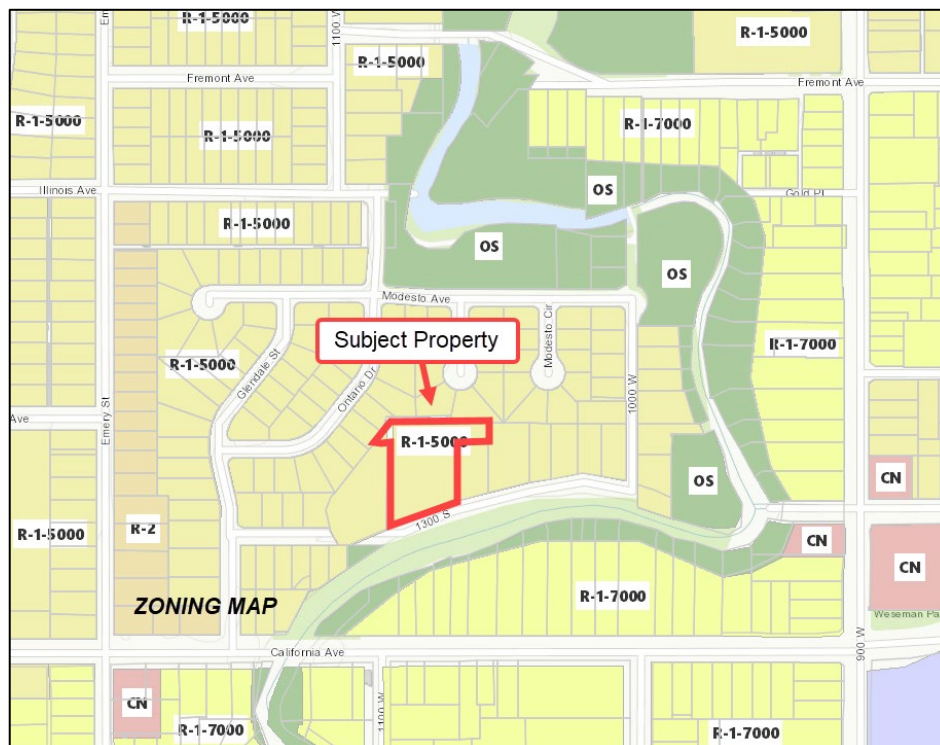 Em
R-1-5000
1100 W
R-1-5000
R-1-5000
Fremont Ave
Fremont Ave
R-1-5000
R-1-5000
R-1-7000
Illinois Ave
OS
Gold Pl
R-1-5000
OS
OS
Modesto Ave
Subject Property
Modesto Cir
R-1-7000
R-1-5000
Glendale St
Ontario Dr
1000 W
Ave
Emery St
R-1-5000
CN
OS
R-1-5000
R-2
1300 S
CN
CN
R-1-7000
ZONING MAP
Weseman Pa
California Ave
900 W
CN
1100 W
R-1-7000
R-1-7000